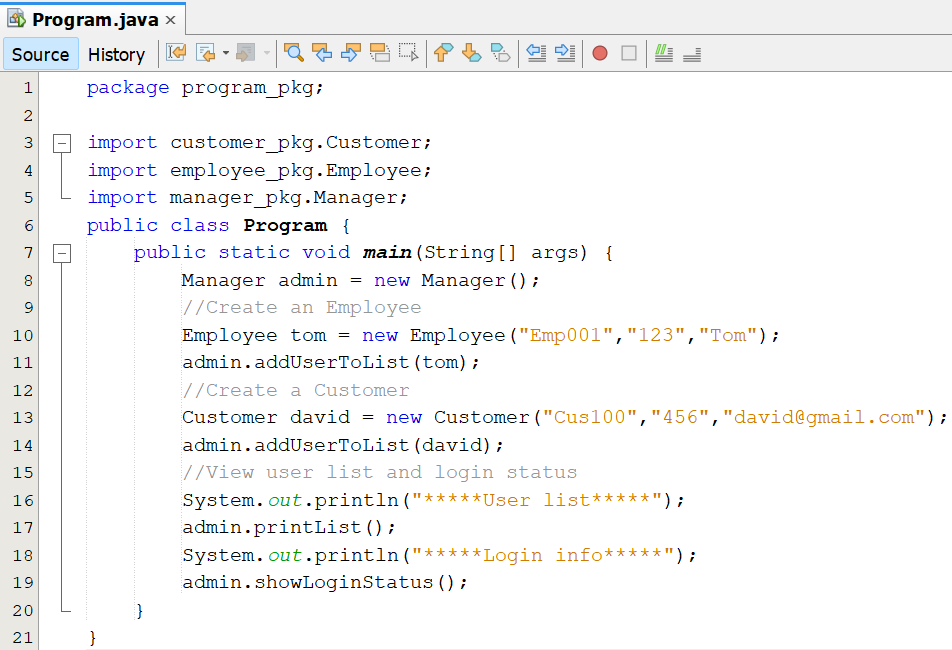 Program.java ×
Source History
1 package program_pkg;
2
3 import customer_pkg.Customer;
4 import employee_pkg.Employee;
5 import manager_pkg.Manager;
6 public class Program {
7     public static void main(String[] args) {
8         Manager admin = new Manager();
9         //Create an Employee
10         Employee tom = new Employee("Emp001","123","Tom");
11         admin.addUserToList(tom);
12         //Create a Customer
13         Customer david = new Customer("Cus100","456","david@gmail.com");
14         admin.addUserToList(david);
15         //View user list and login status
16         System.out.println("*****User list*****");
17         admin.printList();
18         System.out.println("*****Login info*****");
19         admin.showLoginStatus();
20     }
21 }